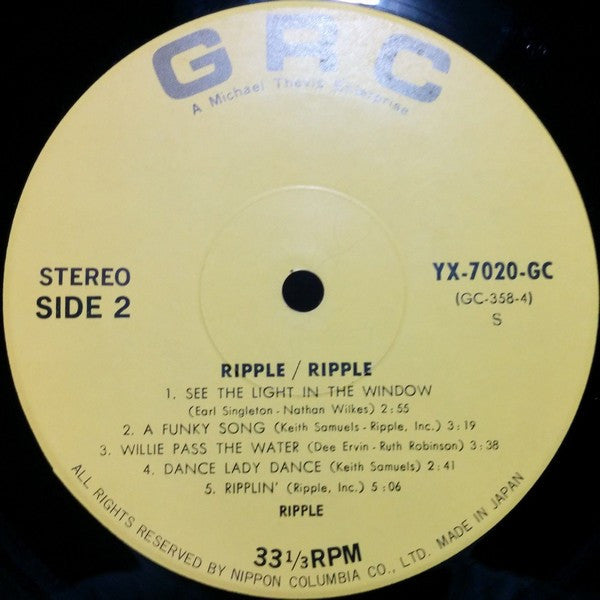 GRC
A Michael Thevis Enterprise
STEREO
SIDE 2
YX-7020-GC
(GC-358-4)
S
RIPPLE / RIPPLE
1. SEE THE LIGHT IN THE WINDOW
(Earl Singleton - Nathan Wilkes) 2:55
2. A FUNKY SONG (Keith Samuels - Ripple, Inc.) 3:19
3. WILLIE PASS THE WATER (Dee Ervin - Ruth Robinson) 3:38
4. DANCE LADY DANCE (Keith Samuels) 2:41
5. RIPPLIN' (Ripple, Inc.) 5:06
RIPPLE
33 1/3 RPM
ALL RIGHTS RESERVED BY NIPPON COLUMBIA CO., LTD. MADE IN JAPAN